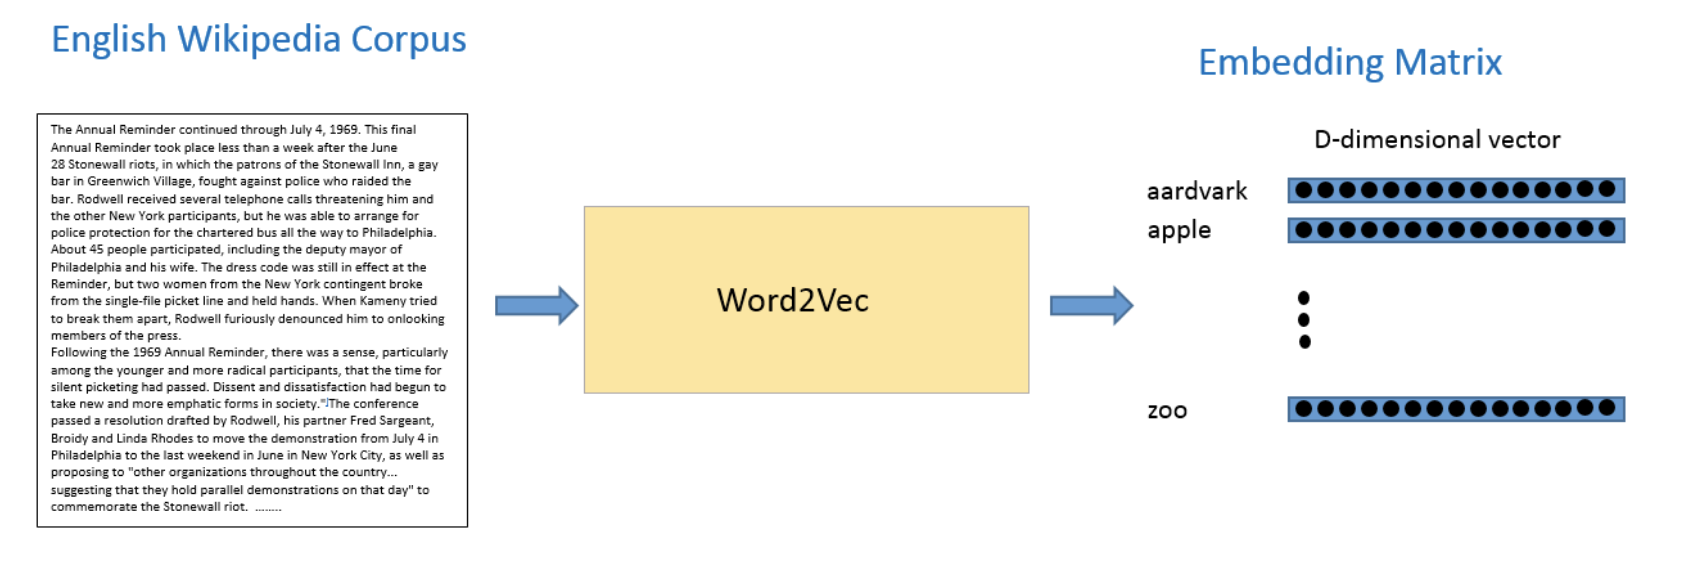 English Wikipedia Corpus
The Annual Reminder continued through July 4, 1969. This final
Annual Reminder took place less than a week after the June
28 Stonewall riots, in which the patrons of the Stonewall Inn, a gay
bar in Greenwich Village, fought against police who raided the
bar. Rodwell received several telephone calls threatening him and
the other New York participants, but he was able to arrange for
police protection for the chartered bus all the way to Philadelphia.
About 45 people participated, including the deputy mayor of
Philadelphia and his wife. The dress code was still in effect at the
Reminder, but two women from the New York contingent broke
from the single-file picket line and held hands. When Kameny tried
to break them apart, Rodwell furiously denounced him to onlooking
members of the press.
Following the 1969 Annual Reminder, there was a sense, particularly
among the younger and more radical participants, that the time for
silent picketing had passed. Dissent and dissatisfaction had begun to
take new and more emphatic forms in society."]The conference
passed a resolution drafted by Rodwell, his partner Fred Sargeant,
Broidy and Linda Rhodes to move the demonstration from July 4 in
Philadelphia to the last weekend in June in New York City, as well as
proposing to "other organizations throughout the country...
suggesting that they hold parallel demonstrations on that day" to
commemorate the Stonewall riot. ........
Word2Vec
Embedding Matrix
D-dimensional vector
aardvark
apple
zoo